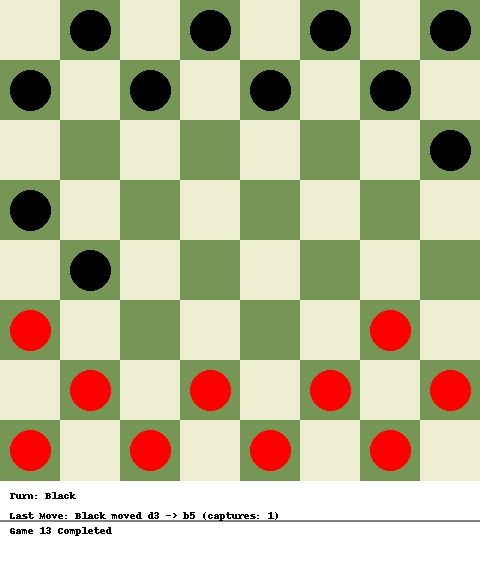 Turn: Black
Last Move: Black moved d3 -> b5 (captures: 1)
Game 13 Completed